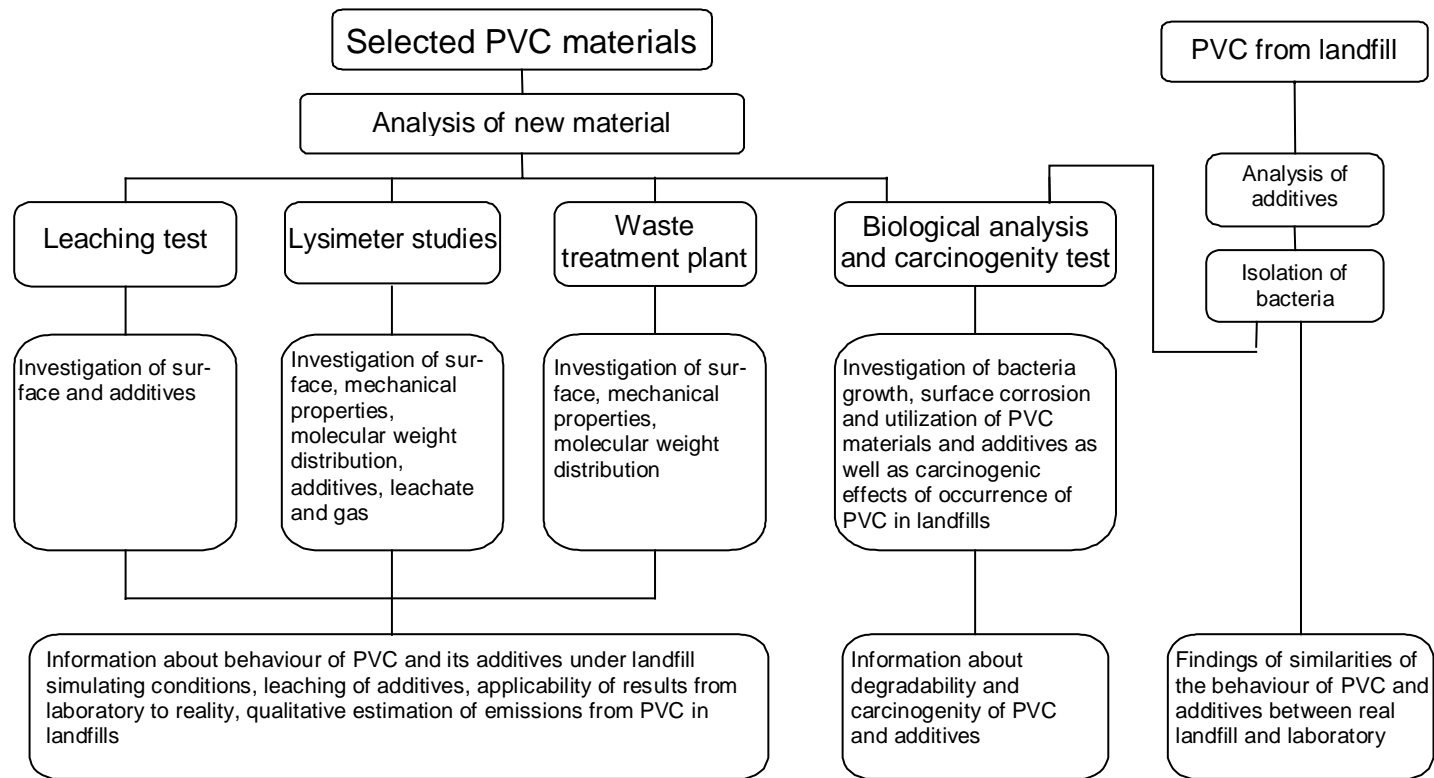 Selected PVC materials
PVC from landfill
Analysis of new material
Analysis of
additives
Leaching test
Lysimeter studies
Waste
treatment plant
Biological analysis
and carcinogenity test
Isolation of
bacteria
Investigation of sur-
face and additives
Investigation of sur-
face, mechanical
properties,
molecular weight
distribution,
additives, leachate
and gas
Investigation of sur-
face, mechanical
properties,
molecular weight
distribution
Investigation of bacteria
growth, surface corrosion
and utilization of PVC
materials and additives as
well as carcinogenic
effects of occurrence of
PVC in landfills
Information about behaviour of PVC and its additives under landfill
simulating conditions, leaching of additives, applicability of results from
laboratory to reality, qualitative estimation of emissions from PVC in
landfills
Information about
degradability and
carcinogenity of PVC
and additives
Findings of similarities of
the behaviour of PVC and
additives between real
landfill and laboratory